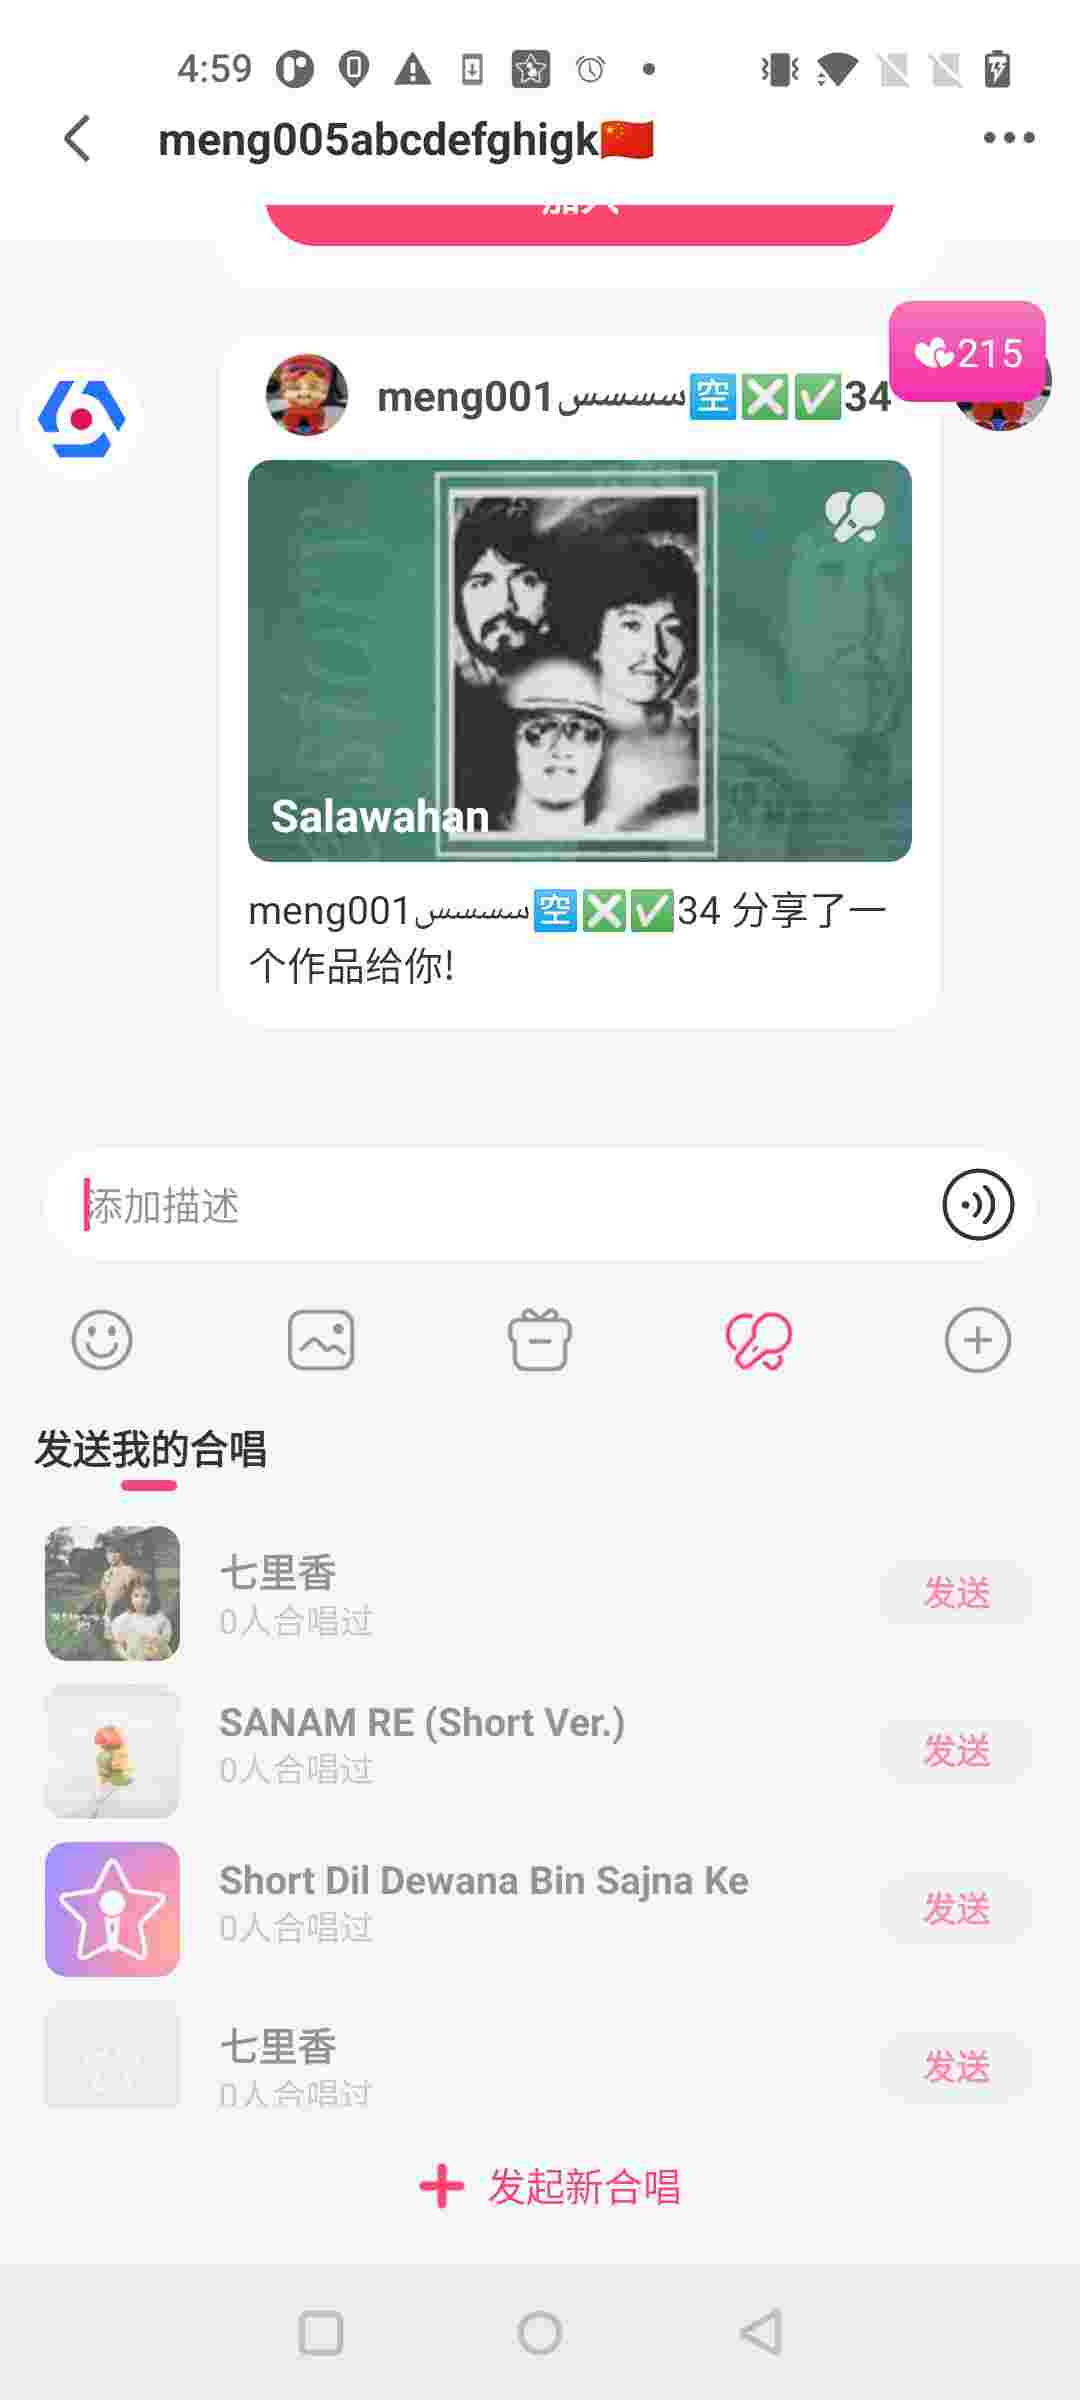 4:59
meng005abcdefghigk🇨🇳
加入
215
meng001سسسس🈳❎✅34
Salawahan
meng001سسسس🈳❎✅34 分享了一
个作品给你!
添加描述
发送我的合唱
七里香
0人合唱过
发送
SANAM RE (Short Ver.)
0人合唱过
发送
Short Dil Dewana Bin Sajna Ke
0人合唱过
发送
七里香
0人合唱过
发送
发起新合唱